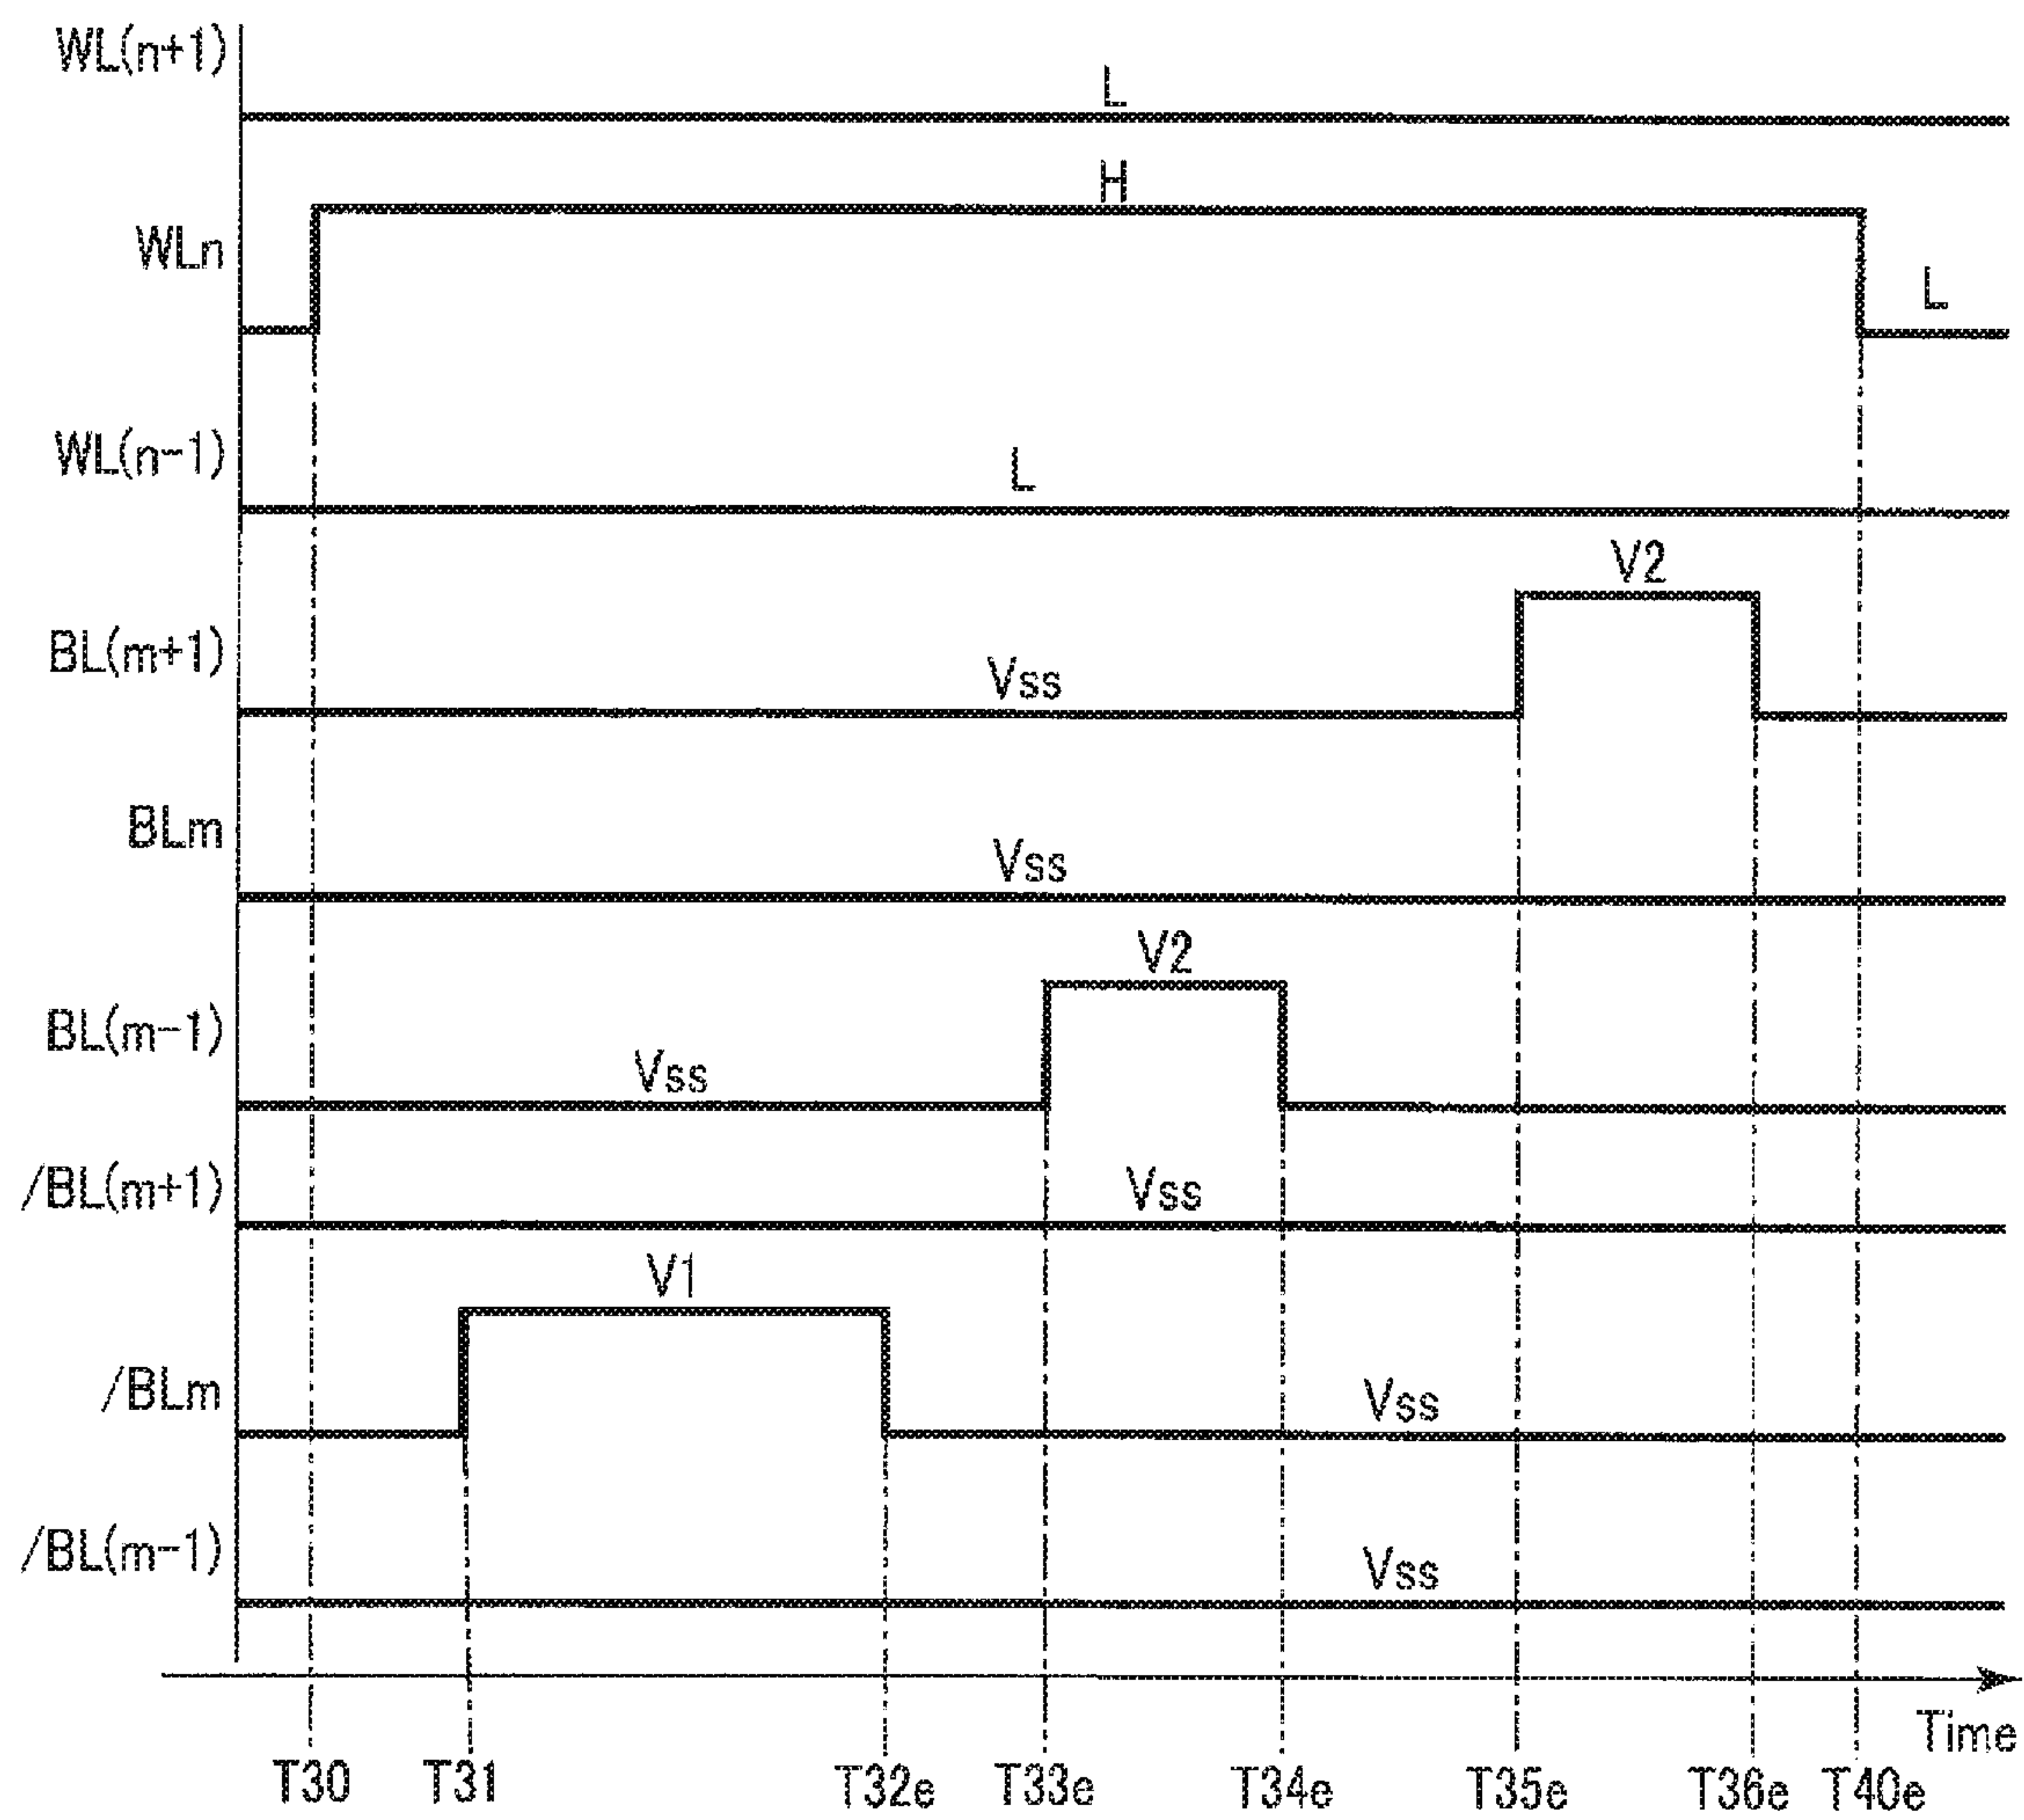 WL(n+1)
L
H
WLn
L
WL(n-1)
L
V2
BL(m+1)
Vss
BLm
Vss
V2
BL(m-1)
Vss
/BL(m+1)
Vss
V1
/BLm
Vss
/BL(m-1)
Vss
Time
T30 T31 T32e T33e T34e T35e T36e T40e